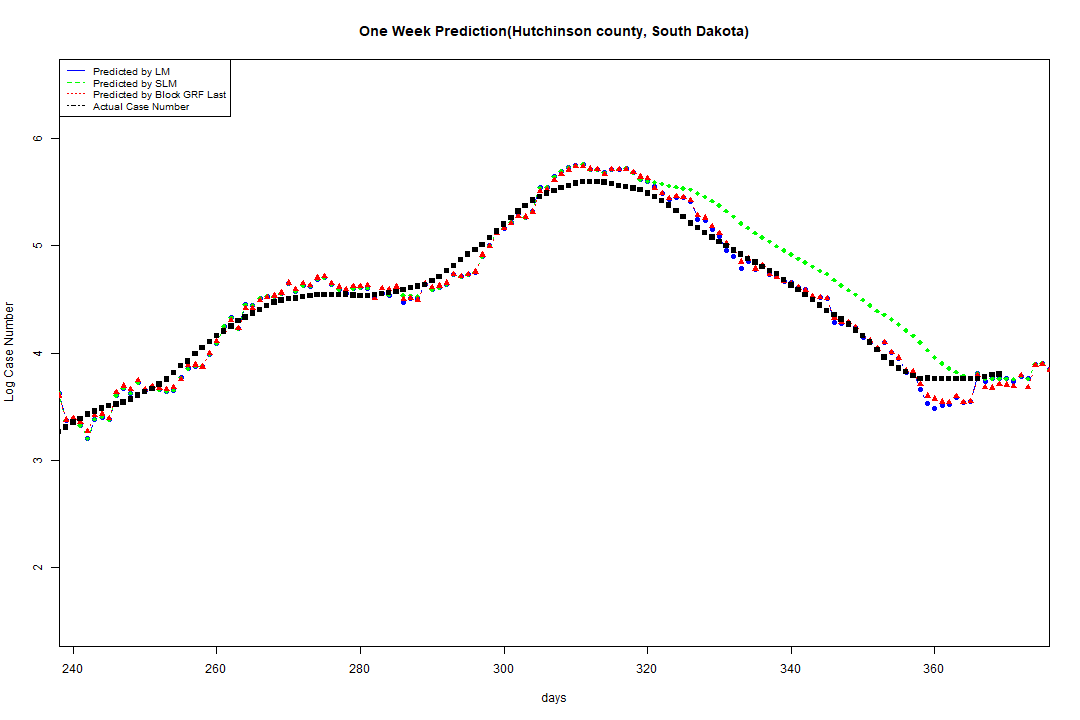 One Week Prediction(Hutchinson county, South Dakota)
Predicted by LM
Predicted by SLM
Predicted by Block GRF Last
Actual Case Number
6
5
4
3
2
Log Case Number
240 260 280 300 320 340 360
days